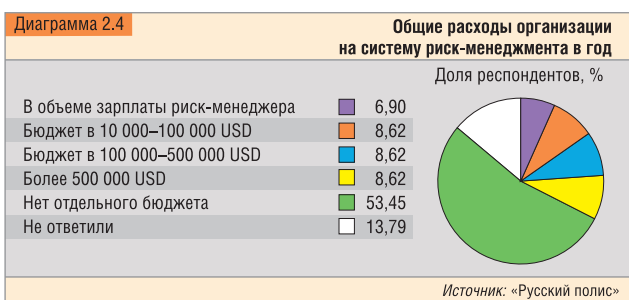 Диаграмма 2.4
Общие расходы организации
на систему риск-менеджмента в год
Доля респондентов, %
В объеме зарплаты риск-менеджера 6,90
Бюджет в 10 000–100 000 USD 8,62
Бюджет в 100 000–500 000 USD 8,62
Более 500 000 USD 8,62
Нет отдельного бюджета 53,45
Не ответили 13,79
Источник: «Русский полис»